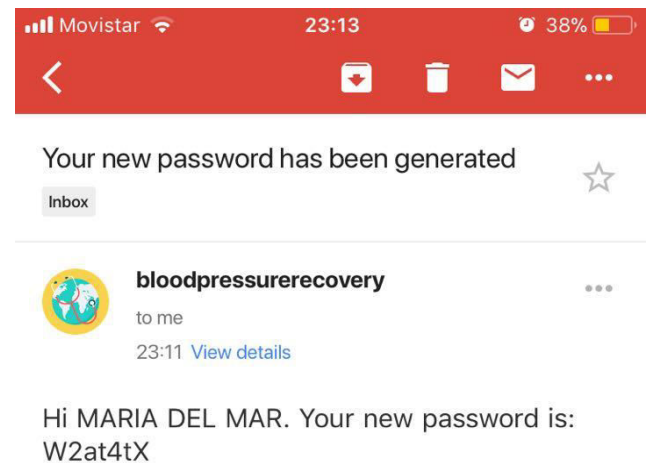 Movistar 23:13 38%
Your new password has been generated
Inbox
bloodpressurerecovery
to me
23:11 View details
Hi MARIA DEL MAR. Your new password is:
W2at4tX